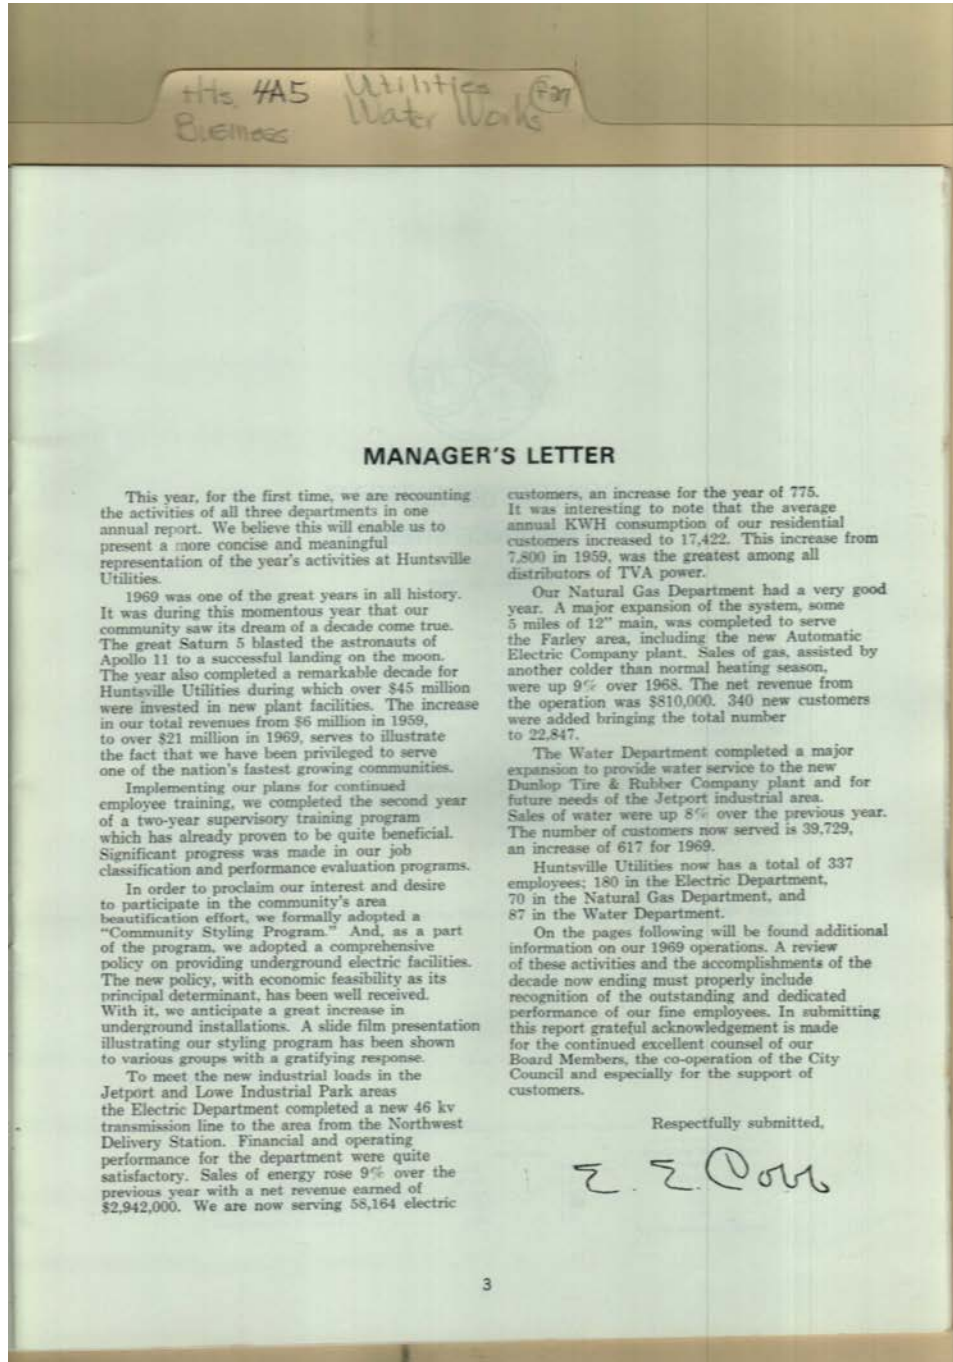 Hs. 4A5 Utilities
Business Water Works
MANAGER'S LETTER
This year, for the first time, we are recounting
the activities of all three departments in one
annual report. We believe this will enable us to
present a more concise and meaningful
representation of the year's activities at Huntsville
Utilities.
1969 was one of the great years in all history.
It was during this momentous year that our
community saw its dream of a decade come true.
The great Saturn 5 blasted the astronauts of
Apollo 11 to a successful landing on the moon.
The year also completed a remarkable decade for
Huntsville Utilities during which over $45 million
were invested in new plant facilities. The increase
in our total revenues from $6 million in 1959,
to over $21 million in 1969, serves to illustrate
the fact that we have been privileged to serve
one of the nation's fastest growing communities.
Implementing our plans for continued
employee training, we completed the second year
of a two-year supervisory training program
which has already proven to be quite beneficial.
Significant progress was made in our job
classification and performance evaluation programs.
In order to proclaim our interest and desire
to participate in the community's area
beautification effort, we formally adopted a
"Community Styling Program." And, as a part
of the program, we adopted a comprehensive
policy on providing underground electric facilities.
The new policy, with economic feasibility as its
principal determinant, has been well received.
With it, we anticipate a great increase in
underground installations. A slide film presentation
illustrating our styling program has been shown
to various groups with a gratifying response.
To meet the new industrial loads in the
Jetport and Lowe Industrial Park areas
the Electric Department completed a new 46 kv
transmission line to the area from the Northwest
Delivery Station. Financial and operating
performance for the department were quite
satisfactory. Sales of energy rose 9% over the
previous year with a net revenue earned of
$2,942,000. We are now serving 58,164 electric
customers, an increase for the year of 775.
It was interesting to note that the average
annual KWH consumption of our residential
customers increased to 17,422. This increase from
7,800 in 1959, was the greatest among all
distributors of TVA power.
Our Natural Gas Department had a very good
year. A major expansion of the system, some
5 miles of 12" main, was completed to serve
the Farley area, including the new Automatic
Electric Company plant. Sales of gas, assisted by
another colder than normal heating season,
were up 9% over 1968. The net revenue from
the operation was $810,000. 340 new customers
were added bringing the total number
to 22,847.
The Water Department completed a major
expansion to provide water service to the new
Dunlop Tire & Rubber Company plant and for
future needs of the Jetport industrial area.
Sales of water were up 8% over the previous year.
The number of customers now served is 39,729,
an increase of 617 for 1969.
Huntsville Utilities now has a total of 337
employees; 180 in the Electric Department,
70 in the Natural Gas Department, and
87 in the Water Department.
On the pages following will be found additional
information on our 1969 operations. A review
of these activities and the accomplishments of the
decade now ending must properly include
recognition of the outstanding and dedicated
performance of our fine employees. In submitting
this report grateful acknowledgement is made
for the continued excellent counsel of our
Board Members, the co-operation of the City
Council and especially for the support of
customers.
Respectfully submitted,
E. E. Cobb
3